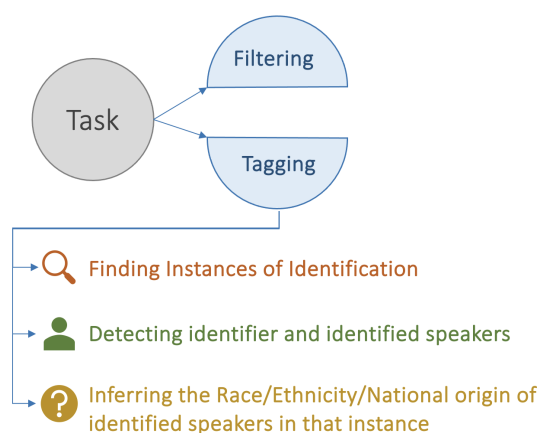 Filtering
Task
Tagging
Finding Instances of Identification
Detecting identifier and identified speakers
?
Inferring the Race/Ethnicity/National origin of
identified speakers in that instance